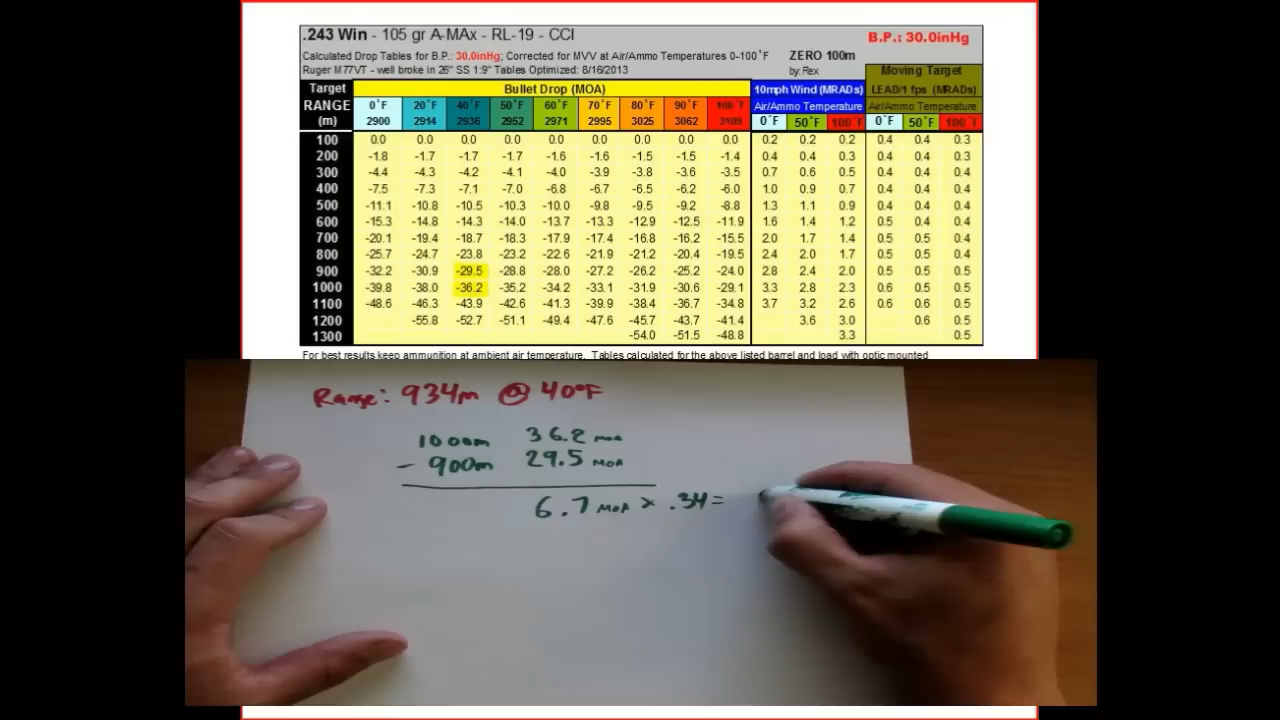 .243 Win - 105 gr A-MAx - RL-19 - CCI B.P.: 30.0inHg
Calculated Drop Tables for B.P.: 30.0inHg; Corrected for MVV at Air/Ammo Temperatures 0-100°F ZERO 100m
Ruger M77VT - well broke in 26" SS 1:9" Tables Optimized: 8/16/2013 by: Rex Moving Target
Target Bullet Drop (MOA) 10mph Wind (MRADs) LEAD/1 fps (MRADs)
RANGE 0°F 20°F 40°F 50°F 60°F 70°F 80°F 90°F 100°F Air/Ammo Temperature Air/Ammo Temperature
(m) 2900 2914 2936 2952 2971 2995 3025 3062 3109 0°F 50°F 100°F 0°F 50°F 100°F
100 0.0 0.0 0.0 0.0 0.0 0.0 0.0 0.0 0.0 0.2 0.2 0.2 0.4 0.4 0.3
200 -1.8 -1.7 -1.7 -1.7 -1.6 -1.6 -1.5 -1.5 -1.4 0.4 0.4 0.3 0.4 0.4 0.3
300 -4.4 -4.3 -4.2 -4.1 -4.0 -3.9 -3.8 -3.6 -3.5 0.7 0.6 0.5 0.4 0.4 0.4
400 -7.5 -7.3 -7.1 -7.0 -6.8 -6.7 -6.5 -6.2 -6.0 1.0 0.9 0.7 0.4 0.4 0.4
500 -11.1 -10.8 -10.5 -10.3 -10.0 -9.8 -9.5 -9.2 -8.8 1.3 1.1 0.9 0.5 0.4 0.4
600 -15.3 -14.8 -14.3 -14.0 -13.7 -13.3 -12.9 -12.5 -11.9 1.6 1.4 1.2 0.5 0.5 0.4
700 -20.1 -19.4 -18.7 -18.3 -17.9 -17.4 -16.8 -16.2 -15.5 2.0 1.7 1.4 0.5 0.5 0.4
800 -25.7 -24.7 -23.8 -23.2 -22.6 -21.9 -21.2 -20.4 -19.5 2.4 2.0 1.7 0.5 0.5 0.4
900 -32.2 -30.9 -29.5 -28.8 -28.0 -27.2 -26.2 -25.2 -24.0 2.8 2.4 2.0 0.5 0.5 0.5
1000 -39.8 -38.0 -36.2 -35.2 -34.2 -33.1 -31.9 -30.6 -29.1 3.3 2.8 2.3 0.6 0.5 0.5
1100 -48.6 -46.3 -43.9 -42.6 -41.3 -39.9 -38.4 -36.7 -34.8 3.7 3.2 2.6 0.6 0.6 0.5
1200 -55.8 -52.7 -51.1 -49.4 -47.6 -45.7 -43.7 -41.4 3.6 3.0 0.6 0.5
1300 -54.0 -51.5 -48.8 3.3 0.5
For best results keep ammunition at ambient air temperature. Tables calculated for the above listed barrel and load with optic mounted
Range: 934m @ 40°F
1000m 36.2 MOA
- 900m 29.5 MOA
6.7 MOA x .34=